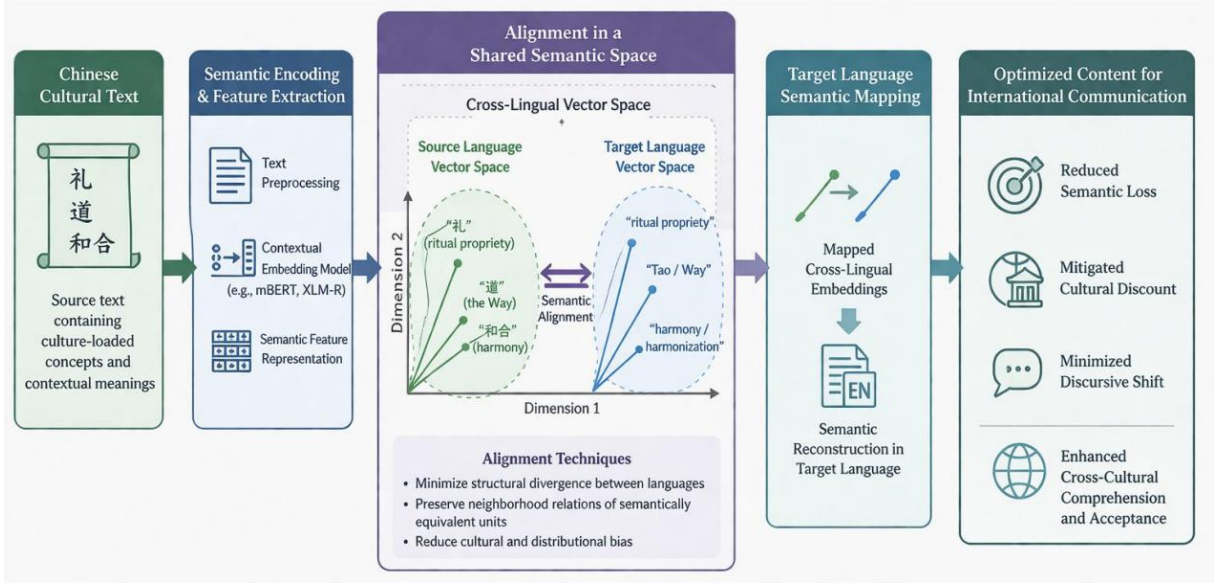 Chinese
Cultural Text
礼
道
和合
Source text
containing
culture-loaded
concepts and
contextual meanings
Semantic Encoding
& Feature Extraction
Text
Preprocessing
Contextual
Embedding Model
(e.g., mBERT, XLM-R)
Semantic Feature
Representation
Alignment in a
Shared Semantic Space
Cross-Lingual Vector Space
Source Language
Vector Space
Target Language
Vector Space
Dimension 2
“礼”
(ritual propriety)
“道”
(the Way)
“和合”
(harmony)
Semantic
Alignment
“ritual propriety”
“Tao / Way”
“harmony /
harmonization”
Dimension 1
Alignment Techniques
• Minimize structural divergence between languages
• Preserve neighborhood relations of semantically
equivalent units
• Reduce cultural and distributional bias
Target Language
Semantic Mapping
Mapped
Cross-Lingual
Embeddings
EN
Semantic
Reconstruction in
Target Language
Optimized Content for
International Communication
Reduced
Semantic Loss
Mitigated
Cultural Discount
Minimized
Discursive Shift
Enhanced
Cross-Cultural
Comprehension
and Acceptance